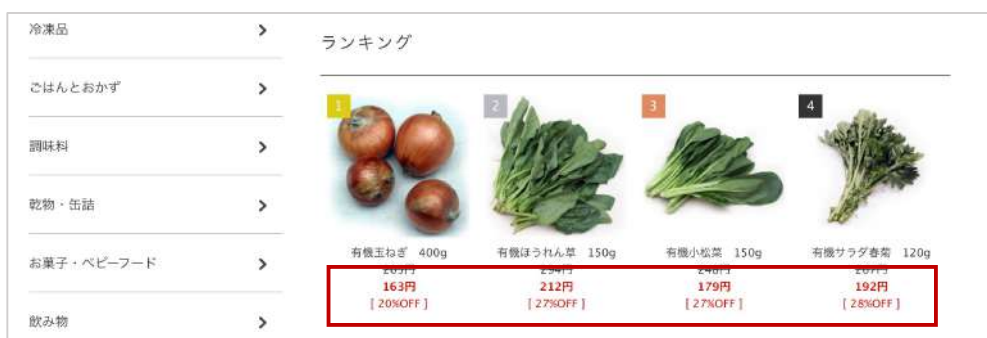 冷凍品
ごはんとおかず
調味料
乾物・缶詰
お菓子・ベビーフード
飲み物
ランキング
1
有機玉ねぎ 400g
163円
[ 20%OFF ]
2
有機ほうれん草 150g
212円
[ 27%OFF ]
3
有機小松菜 150g
179円
[ 27%OFF ]
4
有機サラダ春菊 120g
192円
[ 28%OFF ]